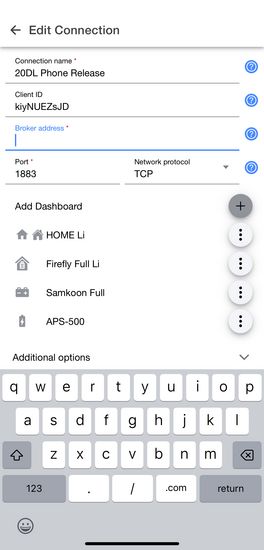 Edit Connection
Connection name *
20DL Phone Release
Client ID
kiyNUEZsJD
Broker address *
Port *
Network protocol
1883
TCP
Add Dashboard
HOME Li
Firefly Full Li
Samkoon Full
APS-500
Additional options
q w e r t y u i o p
a s d f g h j k l
z x c v b n m
123 . / .com return